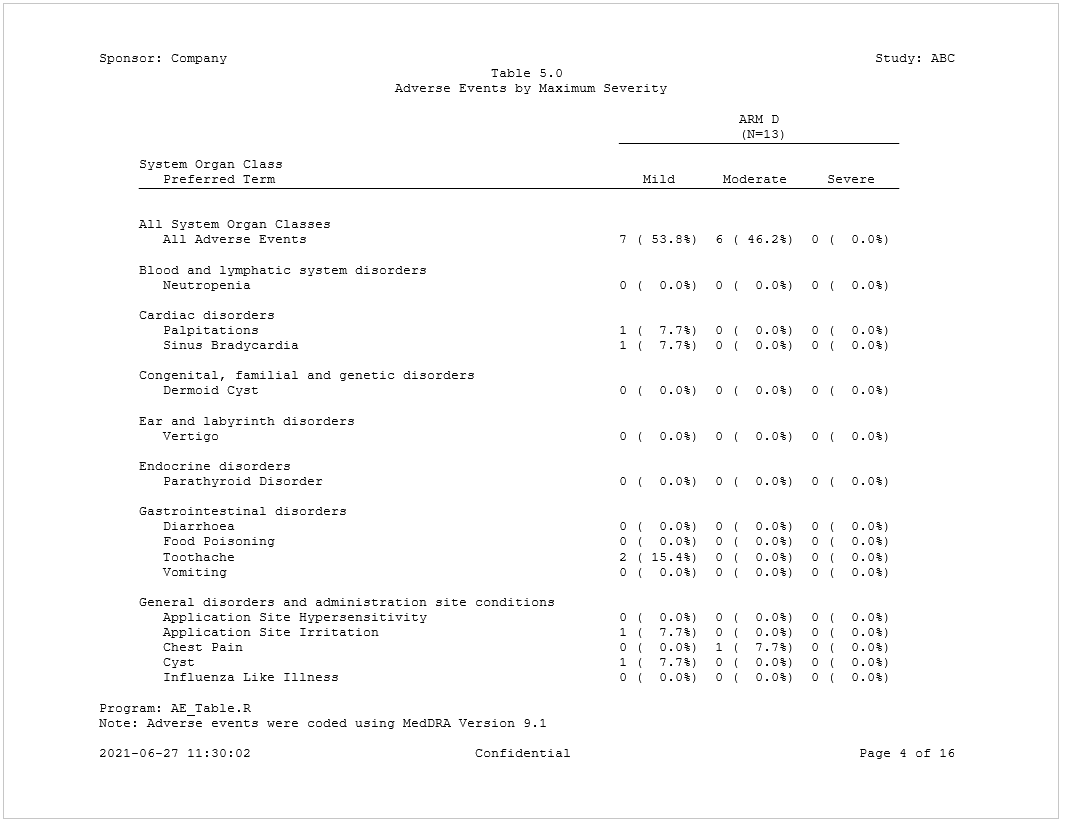 Sponsor: Company Study: ABC
Table 5.0
Adverse Events by Maximum Severity
ARM D
(N=13)
System Organ Class
Preferred Term Mild Moderate Severe
All System Organ Classes
All Adverse Events 7 ( 53.8%) 6 ( 46.2%) 0 ( 0.0%)
Blood and lymphatic system disorders
Neutropenia 0 ( 0.0%) 0 ( 0.0%) 0 ( 0.0%)
Cardiac disorders
Palpitations 1 ( 7.7%) 0 ( 0.0%) 0 ( 0.0%)
Sinus Bradycardia 1 ( 7.7%) 0 ( 0.0%) 0 ( 0.0%)
Congenital, familial and genetic disorders
Dermoid Cyst 0 ( 0.0%) 0 ( 0.0%) 0 ( 0.0%)
Ear and labyrinth disorders
Vertigo 0 ( 0.0%) 0 ( 0.0%) 0 ( 0.0%)
Endocrine disorders
Parathyroid Disorder 0 ( 0.0%) 0 ( 0.0%) 0 ( 0.0%)
Gastrointestinal disorders
Diarrhoea 0 ( 0.0%) 0 ( 0.0%) 0 ( 0.0%)
Food Poisoning 0 ( 0.0%) 0 ( 0.0%) 0 ( 0.0%)
Toothache 2 ( 15.4%) 0 ( 0.0%) 0 ( 0.0%)
Vomiting 0 ( 0.0%) 0 ( 0.0%) 0 ( 0.0%)
General disorders and administration site conditions
Application Site Hypersensitivity 0 ( 0.0%) 0 ( 0.0%) 0 ( 0.0%)
Application Site Irritation 1 ( 7.7%) 0 ( 0.0%) 0 ( 0.0%)
Chest Pain 0 ( 0.0%) 1 ( 7.7%) 0 ( 0.0%)
Cyst 1 ( 7.7%) 0 ( 0.0%) 0 ( 0.0%)
Influenza Like Illness 0 ( 0.0%) 0 ( 0.0%) 0 ( 0.0%)
Program: AE_Table.R
Note: Adverse events were coded using MedDRA Version 9.1
2021-06-27 11:30:02 Confidential Page 4 of 16